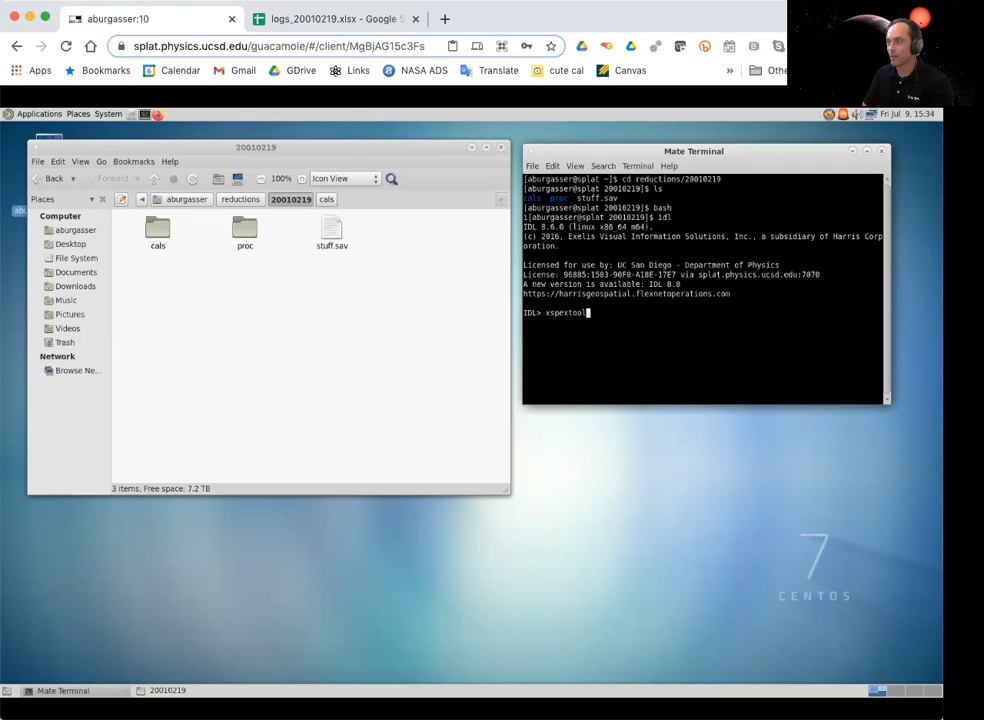 aburgasser:10
logs_20010219.xlsx - Google S
splat.physics.ucsd.edu/guacamole/#/client/MgBjAG15c3Fs
Apps
Bookmarks
Calendar
Gmail
GDrive
Links
NASA ADS
Translate
cute cal
Canvas
»
Othe
Applications Places System
Fri Jul 9, 15:34
20010219
File Edit View Go Bookmarks Help
Back
Forward
100%
Icon View
Places
aburgasser
reductions
20010219
cals
Computer
aburgasser
Desktop
File System
Documents
Downloads
Music
Pictures
Videos
Trash
Network
Browse Ne...
cals
proc
stuff.sav
3 items, Free space: 7.2 TB
Mate Terminal
File Edit View Search Terminal Help
[aburgasser@splat ~]$ cd reductions/20010219
[aburgasser@splat 20010219]$ ls
cals proc stuff.sav
[aburgasser@splat 20010219]$ bash
i[aburgasser@splat 20010219]$ idl
IDL 8.6.0 (linux x86_64 m64).
(c) 2016, Exelis Visual Information Solutions, Inc., a subsidiary of Harris Corp
oration.
Licensed for use by: UC San Diego - Department of Physics
License: 96885:1503-90F0-A18E-17E7 via splat.physics.ucsd.edu:7070
A new version is available: IDL 8.8
https://harrisgeospatial.flexnetoperations.com
IDL> xspextool
7
CENTOS
Mate Terminal
20010219